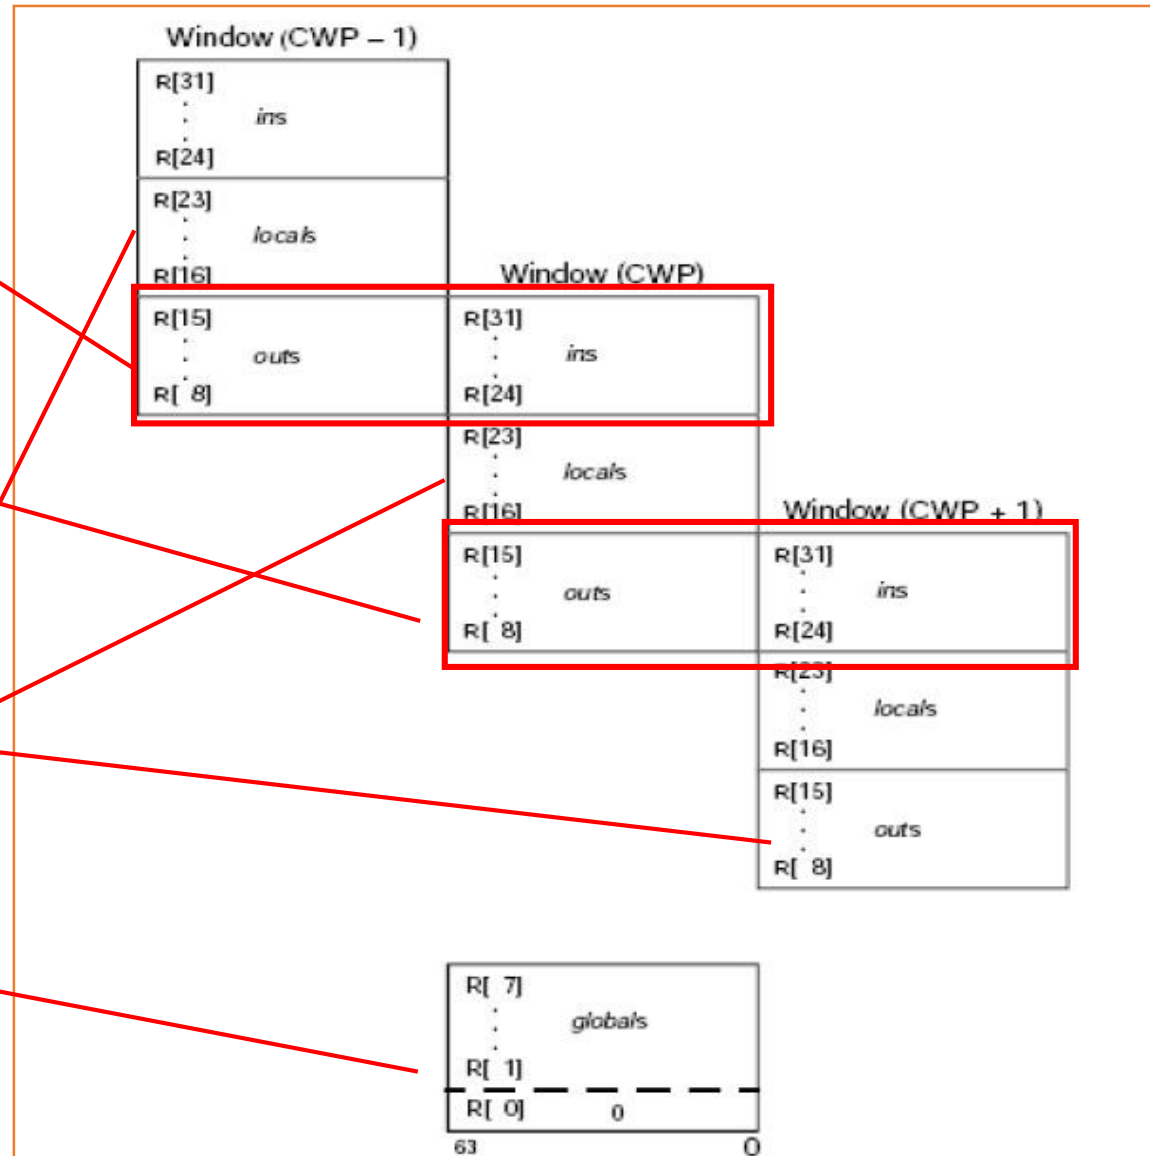 Window (CWP – 1)
R[31]
ins
R[24]
R[23]
locals
R[16]
Window (CWP)
R[15]
outs
R[ 8]
R[31]
ins
R[24]
R[23]
locals
R[16]
Window (CWP + 1)
R[15]
outs
R[ 8]
R[31]
ins
R[24]
R[23]
locals
R[16]
R[15]
outs
R[ 8]
R[ 7]
globals
R[ 1]
R[ 0] 0
63 0